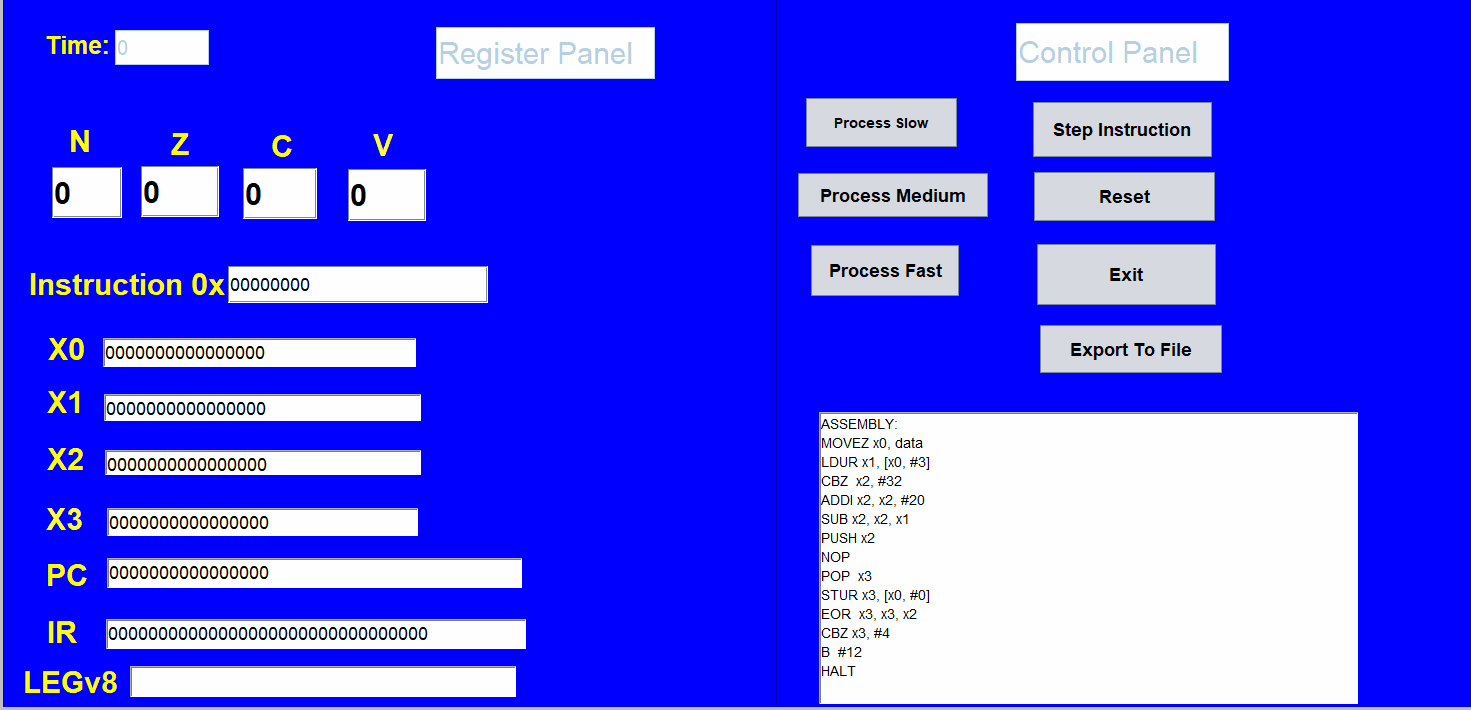 Time: 0
Register Panel
N Z C V
0 0 0 0
Instruction 0x 00000000
X0 0000000000000000
X1 0000000000000000
X2 0000000000000000
X3 0000000000000000
PC 0000000000000000
IR 00000000000000000000000000000000
LEGv8
Control Panel
Process Slow
Step Instruction
Process Medium
Reset
Process Fast
Exit
Export To File
ASSEMBLY:
MOVEZ x0, data
LDUR x1, [x0, #3]
CBZ  x2, #32
ADDI x2, x2, #20
SUB x2, x2, x1
PUSH x2
NOP
POP  x3
STUR x3, [x0, #0]
EOR  x3, x3, x2
CBZ x3, #4
B  #12
HALT